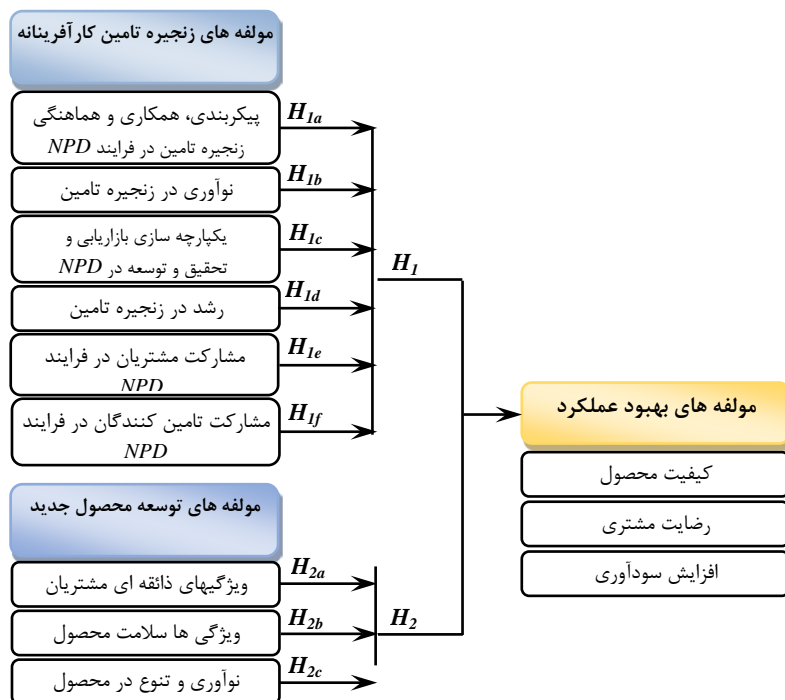 مولفه های زنجیره تامین کارآفرینانه
پیکربندی، همکاری و هماهنگی
زنجیره تامین در فرایند NPD
H1a
نوآوری در زنجیره تامین
H1b
یکپارچه سازی بازاریابی و
تحقیق و توسعه در NPD
H1c
رشد در زنجیره تامین
H1d
مشارکت مشتریان در فرایند
NPD
H1e
مشارکت تامین کنندگان در فرایند
NPD
H1f
H1
مولفه های توسعه محصول جدید
ویژگیهای ذائقه ای مشتریان
H2a
ویژگی ها سلامت محصول
H2b
نوآوری و تنوع در محصول
H2c
H2
مولفه های بهبود عملکرد
کیفیت محصول
رضایت مشتری
افزایش سودآوری